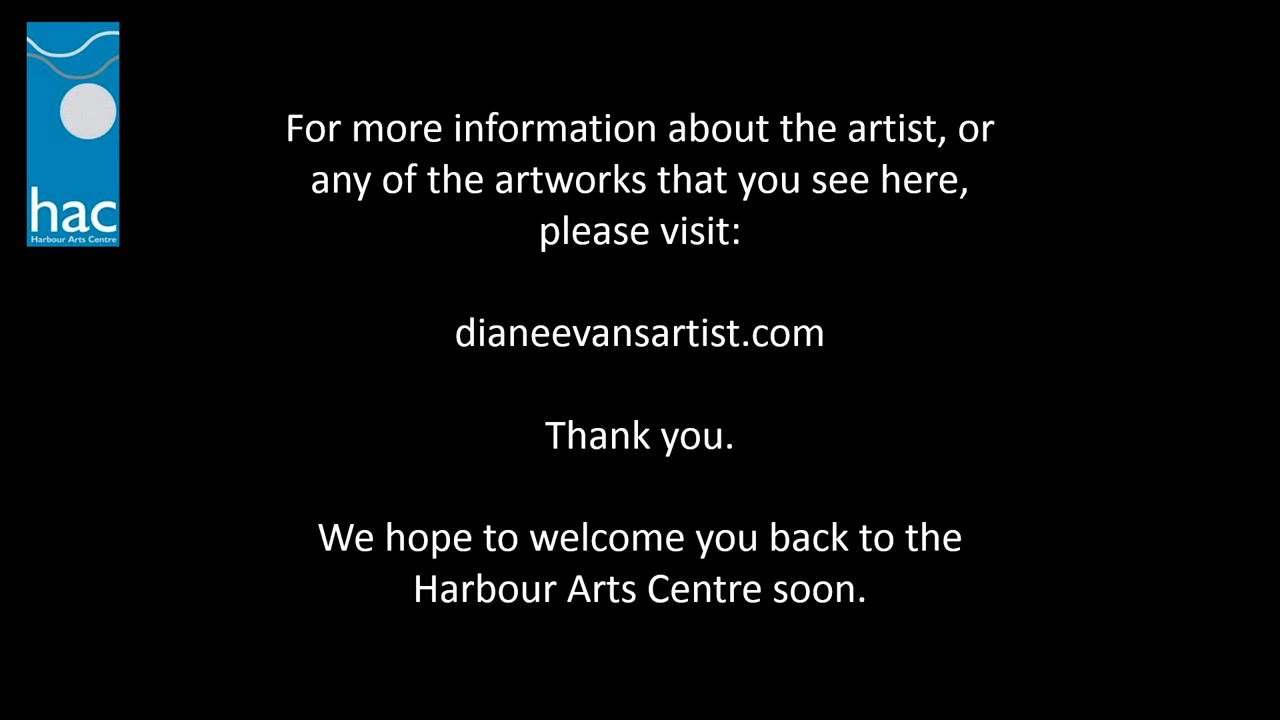 hac
Harbour Arts Centre
For more information about the artist, or
any of the artworks that you see here,
please visit:
dianeevansartist.com
Thank you.
We hope to welcome you back to the
Harbour Arts Centre soon.